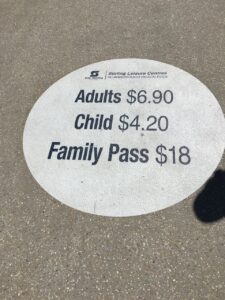 Stirling Leisure Centres
Adults $6.90
Child $4.20
Family Pass $18